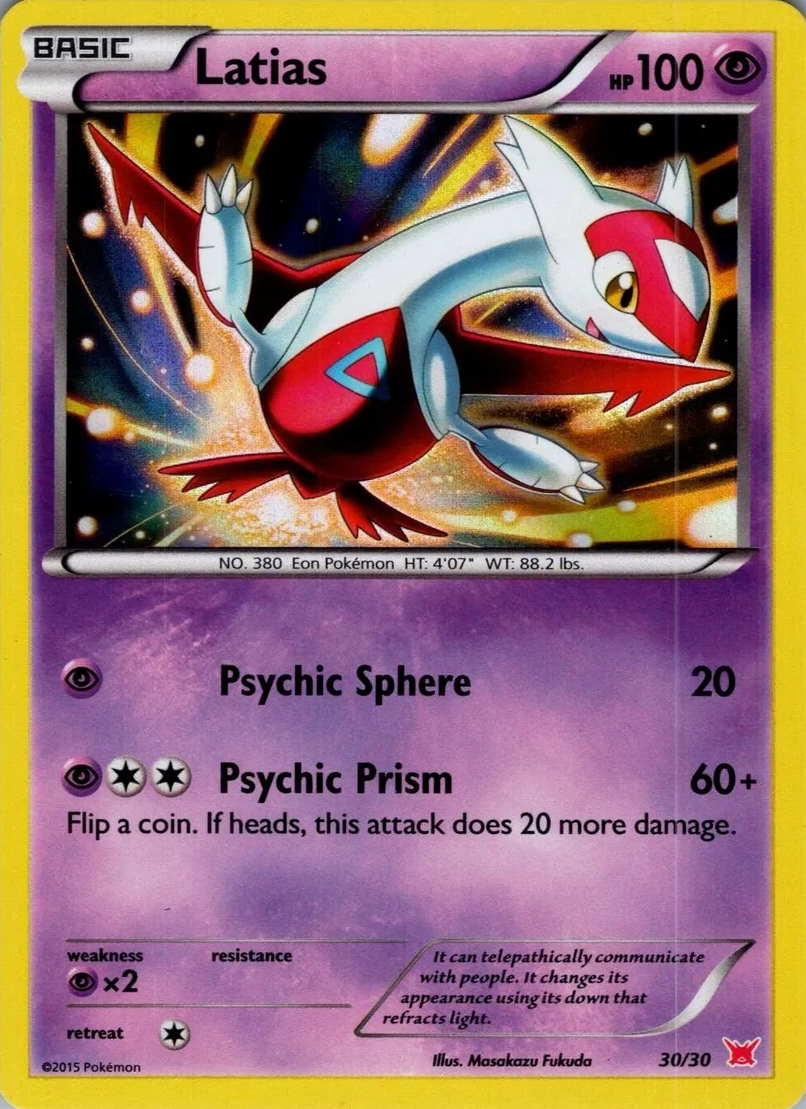 BASIC
Latias
HP 100
NO. 380 Eon Pokémon HT: 4'07" WT: 88.2 lbs.
Psychic Sphere 20
Psychic Prism 60+
Flip a coin. If heads, this attack does 20 more damage.
weakness resistance
×2
It can telepathically communicate
with people. It changes its
appearance using its down that
refracts light.
retreat
©2015 Pokémon
Illus. Masakazu Fukuda 30/30